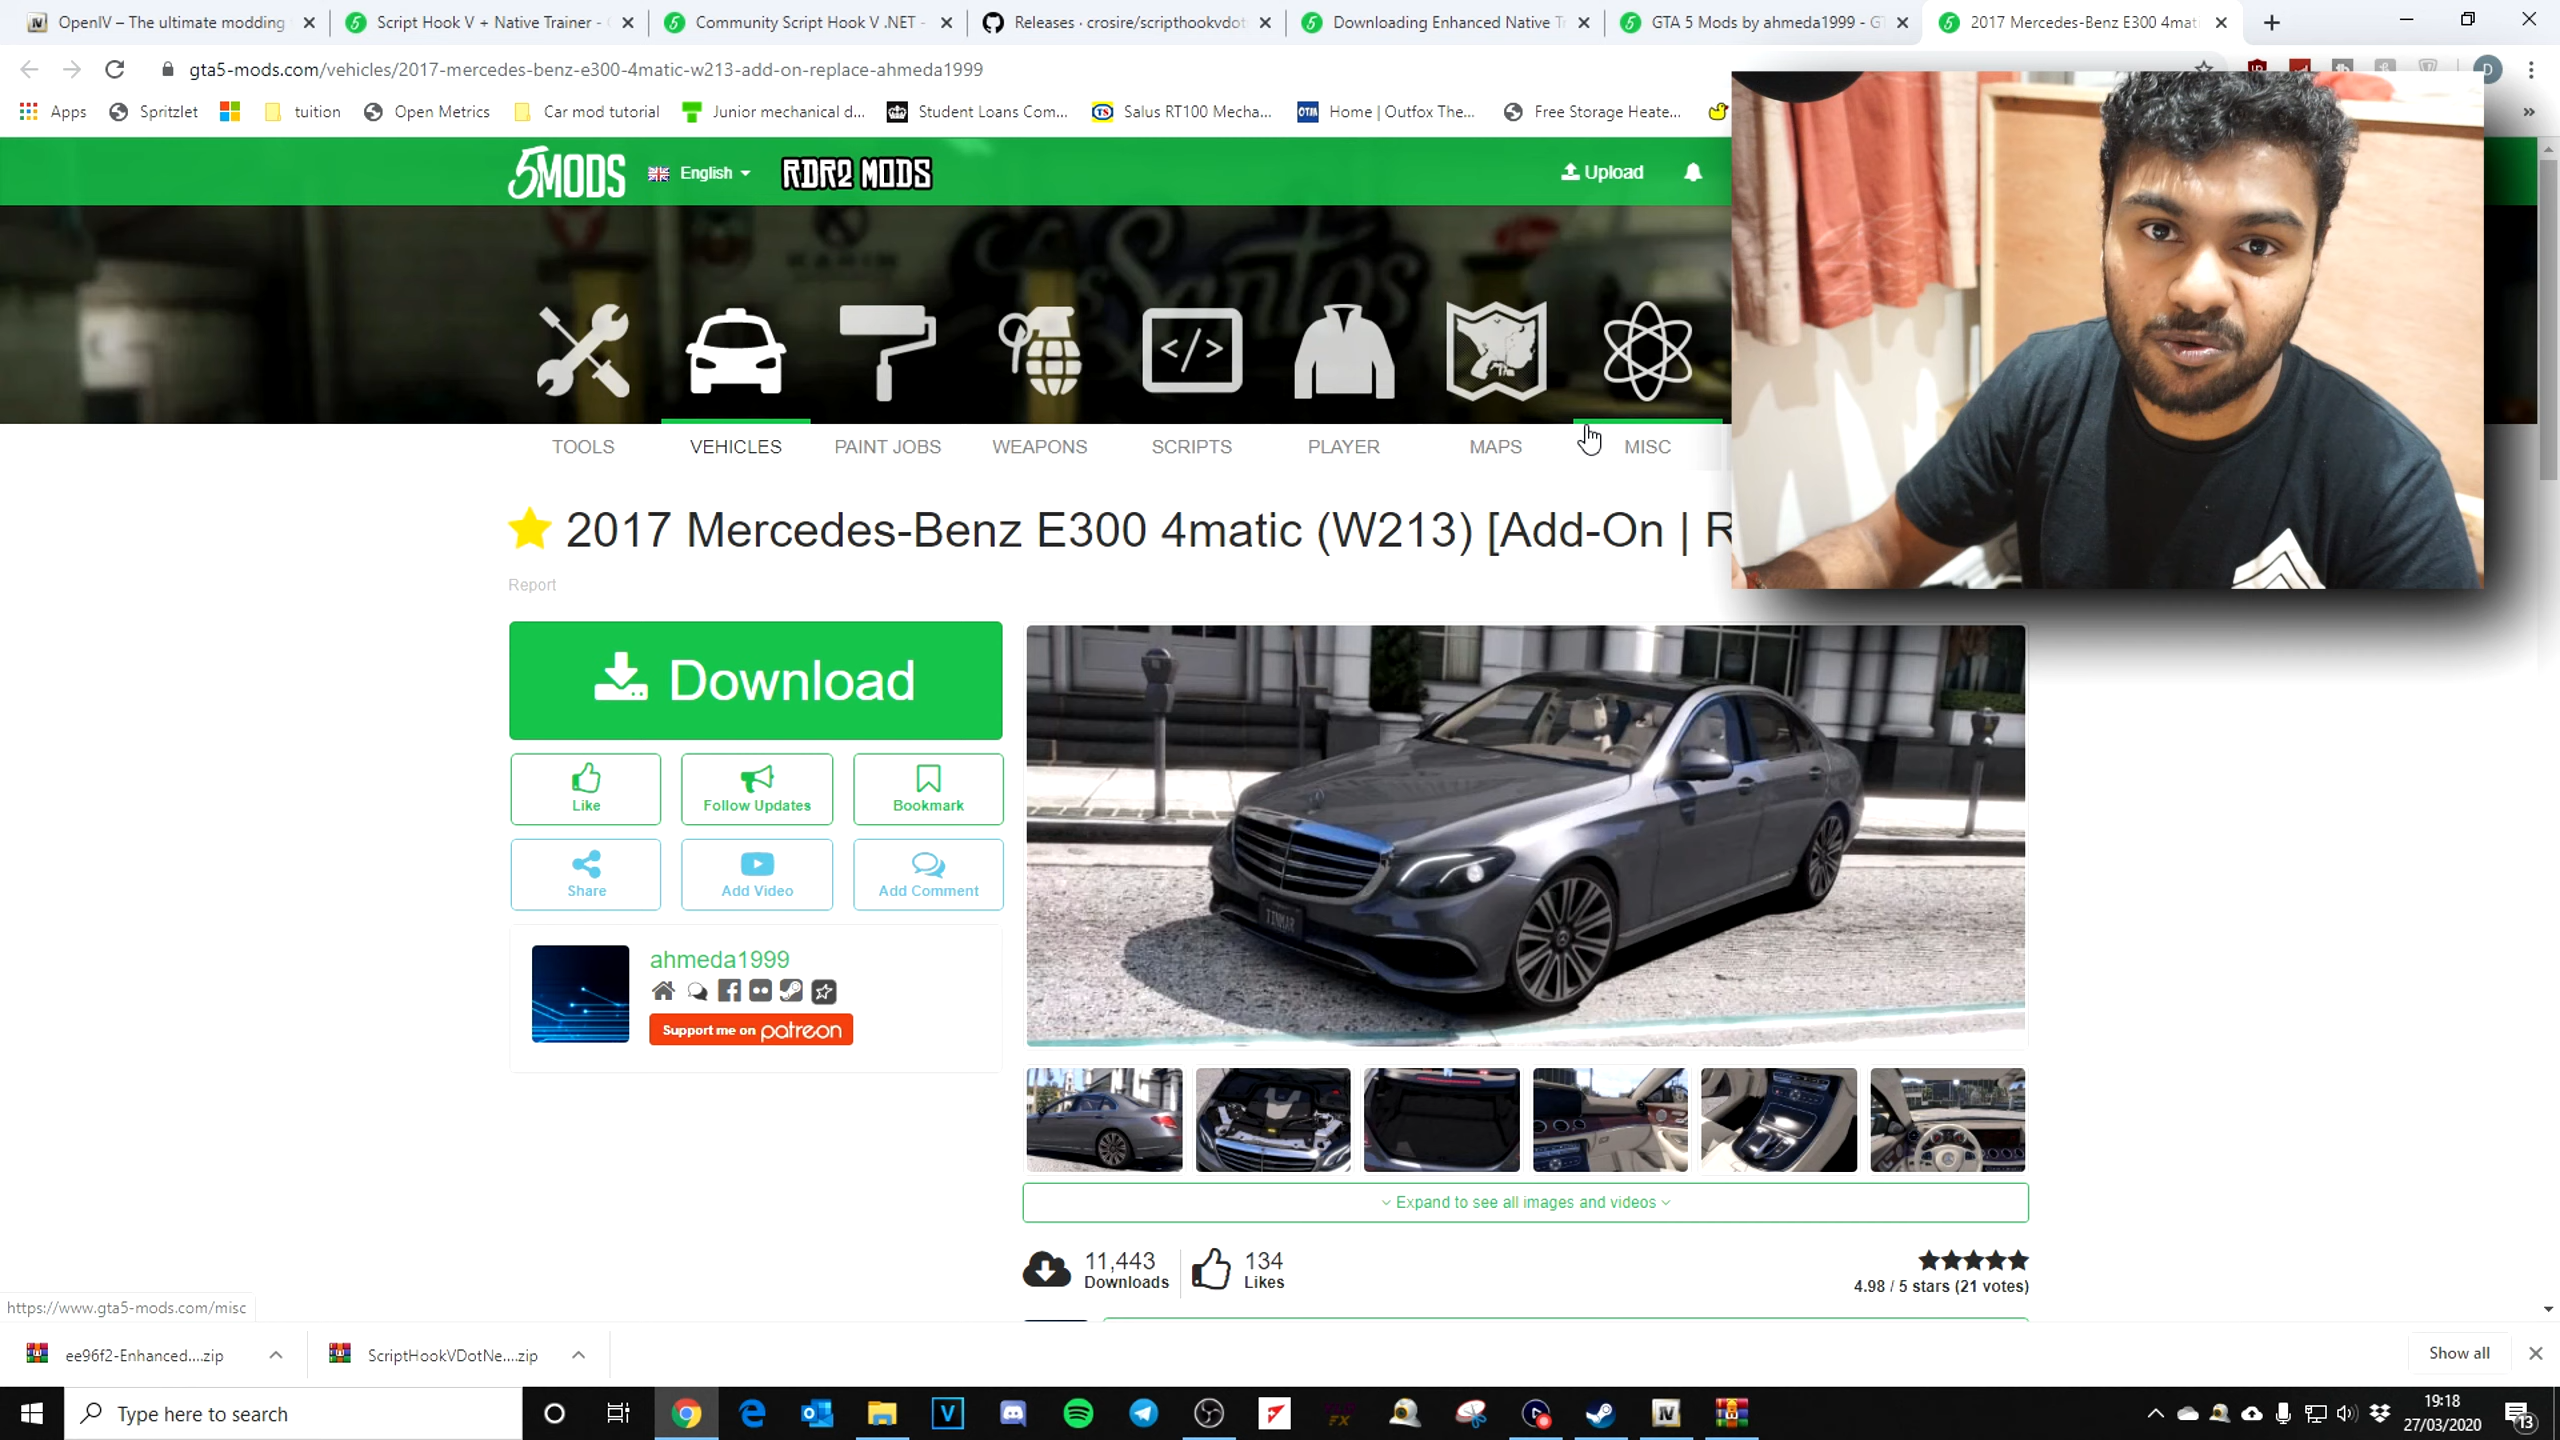 OpenIV – The ultimate modding
Script Hook V + Native Trainer -
Community Script Hook V .NET -
Releases · crosire/scripthookvdot
Downloading Enhanced Native Tr
GTA 5 Mods by ahmeda1999 - G
2017 Mercedes-Benz E300 4mati
gta5-mods.com/vehicles/2017-mercedes-benz-e300-4matic-w213-add-on-replace-ahmeda1999
D
Apps
Spritzlet
tuition
Open Metrics
Car mod tutorial
Junior mechanical d...
Student Loans Com...
Salus RT100 Mecha...
Home | Outfox The...
Free Storage Heate...
»
5MODS
English
RDR2 MODS
Upload
Los Santos
TOOLS
VEHICLES
PAINT JOBS
WEAPONS
SCRIPTS
PLAYER
MAPS
MISC
2017 Mercedes-Benz E300 4matic (W213) [Add-On | R
Report
Download
Like
Follow Updates
Bookmark
Share
Add Video
Add Comment
ahmeda1999
Support me on patreon
Expand to see all images and videos
11,443
Downloads
134
Likes
4.98 / 5 stars (21 votes)
https://www.gta5-mods.com/misc
ee96f2-Enhanced....zip
ScriptHookVDotNe....zip
Show all
Type here to search
19:18
27/03/2020
13